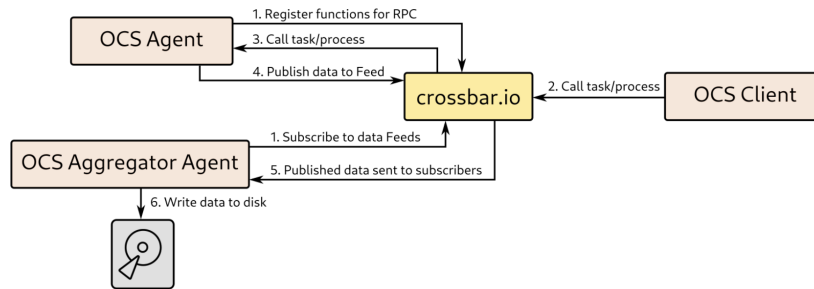 1. Register functions for RPC
OCS Agent
3. Call task/process
4. Publish data to Feed
crossbar.io
2. Call task/process
OCS Client
1. Subscribe to data Feeds
OCS Aggregator Agent
5. Published data sent to subscribers
6. Write data to disk